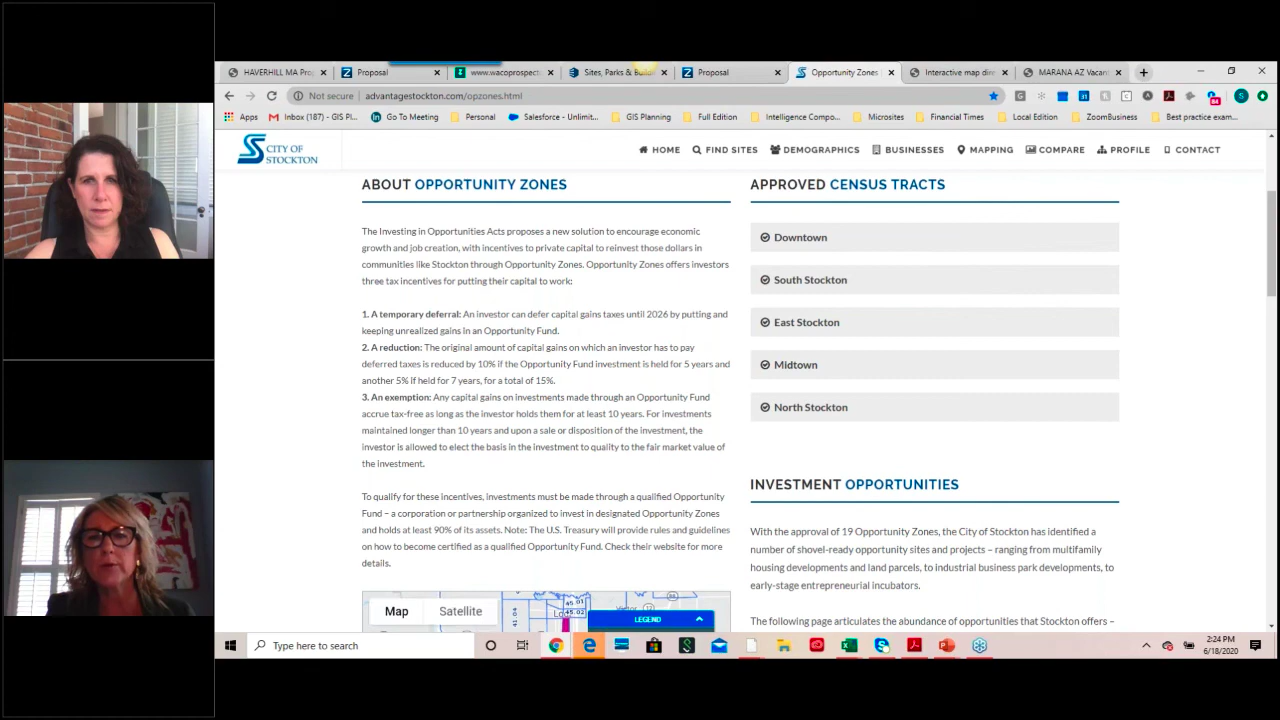 HAVERHILL MA Pro
Proposal
www.wacoprospect
Sites, Parks & Buildin
Proposal
Opportunity Zones
Interactive map dire
MARANA AZ Vacan
Not secure
advantagestockton.com/opzones.html
84
S
Apps
Inbox (187) - GIS Pl...
Go To Meeting
Personal
Salesforce - Unlimit...
GIS Planning
Full Edition
Intelligence Compo...
Microsites
Financial Times
Local Edition
ZoomBusiness
Best practice exam...
CITY OF
STOCKTON
HOME
FIND SITES
DEMOGRAPHICS
BUSINESSES
MAPPING
COMPARE
PROFILE
CONTACT
ABOUT OPPORTUNITY ZONES
The Investing in Opportunities Acts proposes a new solution to encourage economic
growth and job creation, with incentives to private capital to reinvest those dollars in
communities like Stockton through Opportunity Zones. Opportunity Zones offers investors
three tax incentives for putting their capital to work:
1. A temporary deferral: An investor can defer capital gains taxes until 2026 by putting and
keeping unrealized gains in an Opportunity Fund.
2. A reduction: The original amount of capital gains on which an investor has to pay
deferred taxes is reduced by 10% if the Opportunity Fund investment is held for 5 years and
another 5% if held for 7 years, for a total of 15%.
3. An exemption: Any capital gains on investments made through an Opportunity Fund
accrue tax-free as long as the investor holds them for at least 10 years. For investments
maintained longer than 10 years and upon a sale or disposition of the investment, the
investor is allowed to elect the basis in the investment to quality to the fair market value of
the investment.
To qualify for these incentives, investments must be made through a qualified Opportunity
Fund – a corporation or partnership organized to invest in designated Opportunity Zones
and holds at least 90% of its assets. Note: The U.S. Treasury will provide rules and guidelines
on how to become certified as a qualified Opportunity Fund. Check their website for more
details.
Map
Satellite
41.04
45.01
45.02
88
12
LEGEND
APPROVED CENSUS TRACTS
Downtown
South Stockton
East Stockton
Midtown
North Stockton
INVESTMENT OPPORTUNITIES
With the approval of 19 Opportunity Zones, the City of Stockton has identified a
number of shovel-ready opportunity sites and projects – ranging from multifamily
housing developments and land parcels, to industrial business park developments, to
early-stage entrepreneurial incubators.
The following page articulates the abundance of opportunities that Stockton offers –
Type here to search
2:24 PM
6/18/2020